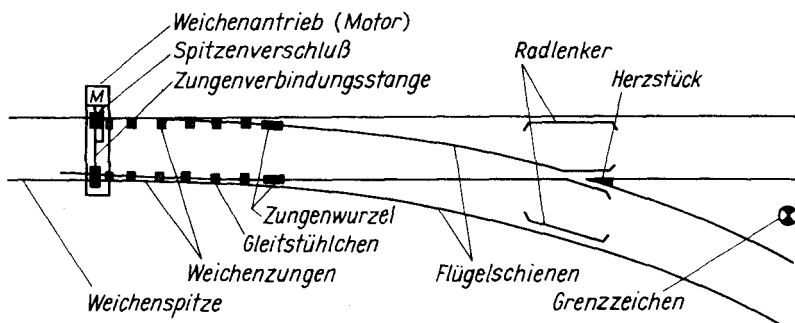 Weichenantrieb (Motor)
Spitzenverschluß
Zungenverbindungsstange
Radlenker
Herzstück
M
Zungenwurzel
Gleitstühlchen
Weichenzungen
Flügelschienen
Weichenspitze
Grenzzeichen